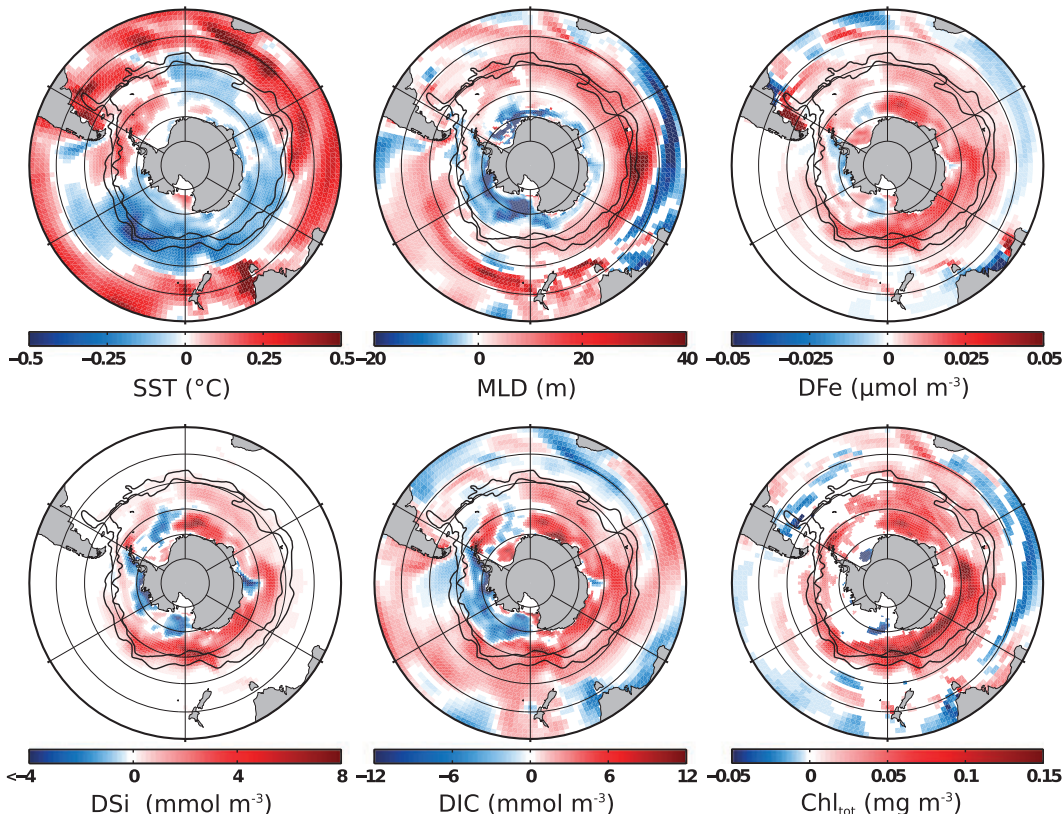 −0.5 −0.25 0 0.25 0.5
SST (°C)
−20 0 20 40
MLD (m)
−0.05 −0.025 0 0.025 0.05
DFe (μmol m⁻³)
<−4 0 4 8
DSi (mmol m⁻³)
−12 −6 0 6 12
DIC (mmol m⁻³)
−0.05 0 0.05 0.1 0.15
Chltot (mg m⁻³)